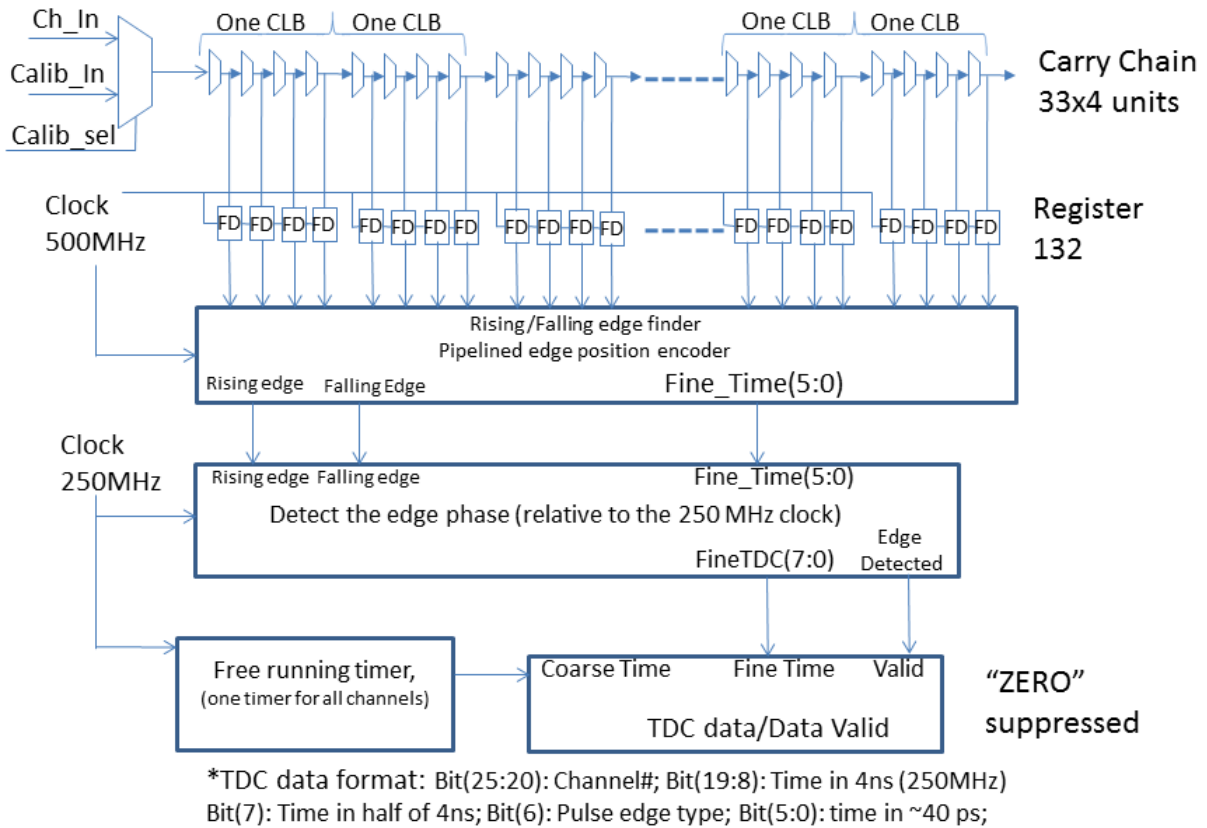 Ch_In
Calib_In
Calib_sel
One CLB One CLB
One CLB One CLB
Carry Chain
33x4 units
Clock
500MHz
FD FD FD FD FD FD FD FD FD FD FD FD FD FD FD FD FD FD FD FD
Register
132
Rising/Falling edge finder
Pipelined edge position encoder
Rising edge Falling Edge Fine_Time(5:0)
Clock
250MHz
Rising edge Falling edge Fine_Time(5:0)
Detect the edge phase (relative to the 250 MHz clock)
FineTDC(7:0)
Edge
Detected
Free running timer,
(one timer for all channels)
Coarse Time Fine Time Valid
TDC data/Data Valid
“ZERO”
suppressed
*TDC data format: Bit(25:20): Channel#; Bit(19:8): Time in 4ns (250MHz)
Bit(7): Time in half of 4ns; Bit(6): Pulse edge type; Bit(5:0): time in ~40 ps;